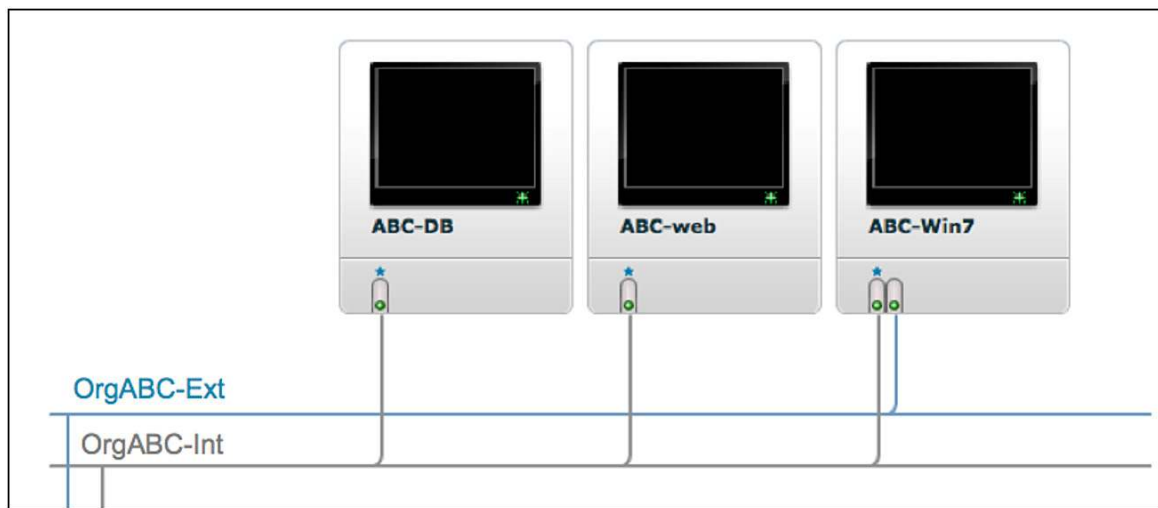 ABC-DB
ABC-web
ABC-Win7
OrgABC-Ext
OrgABC-Int